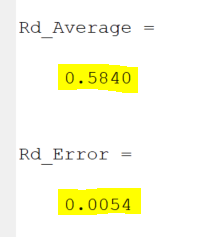 Rd_Average =
0.5840
Rd_Error =
0.0054